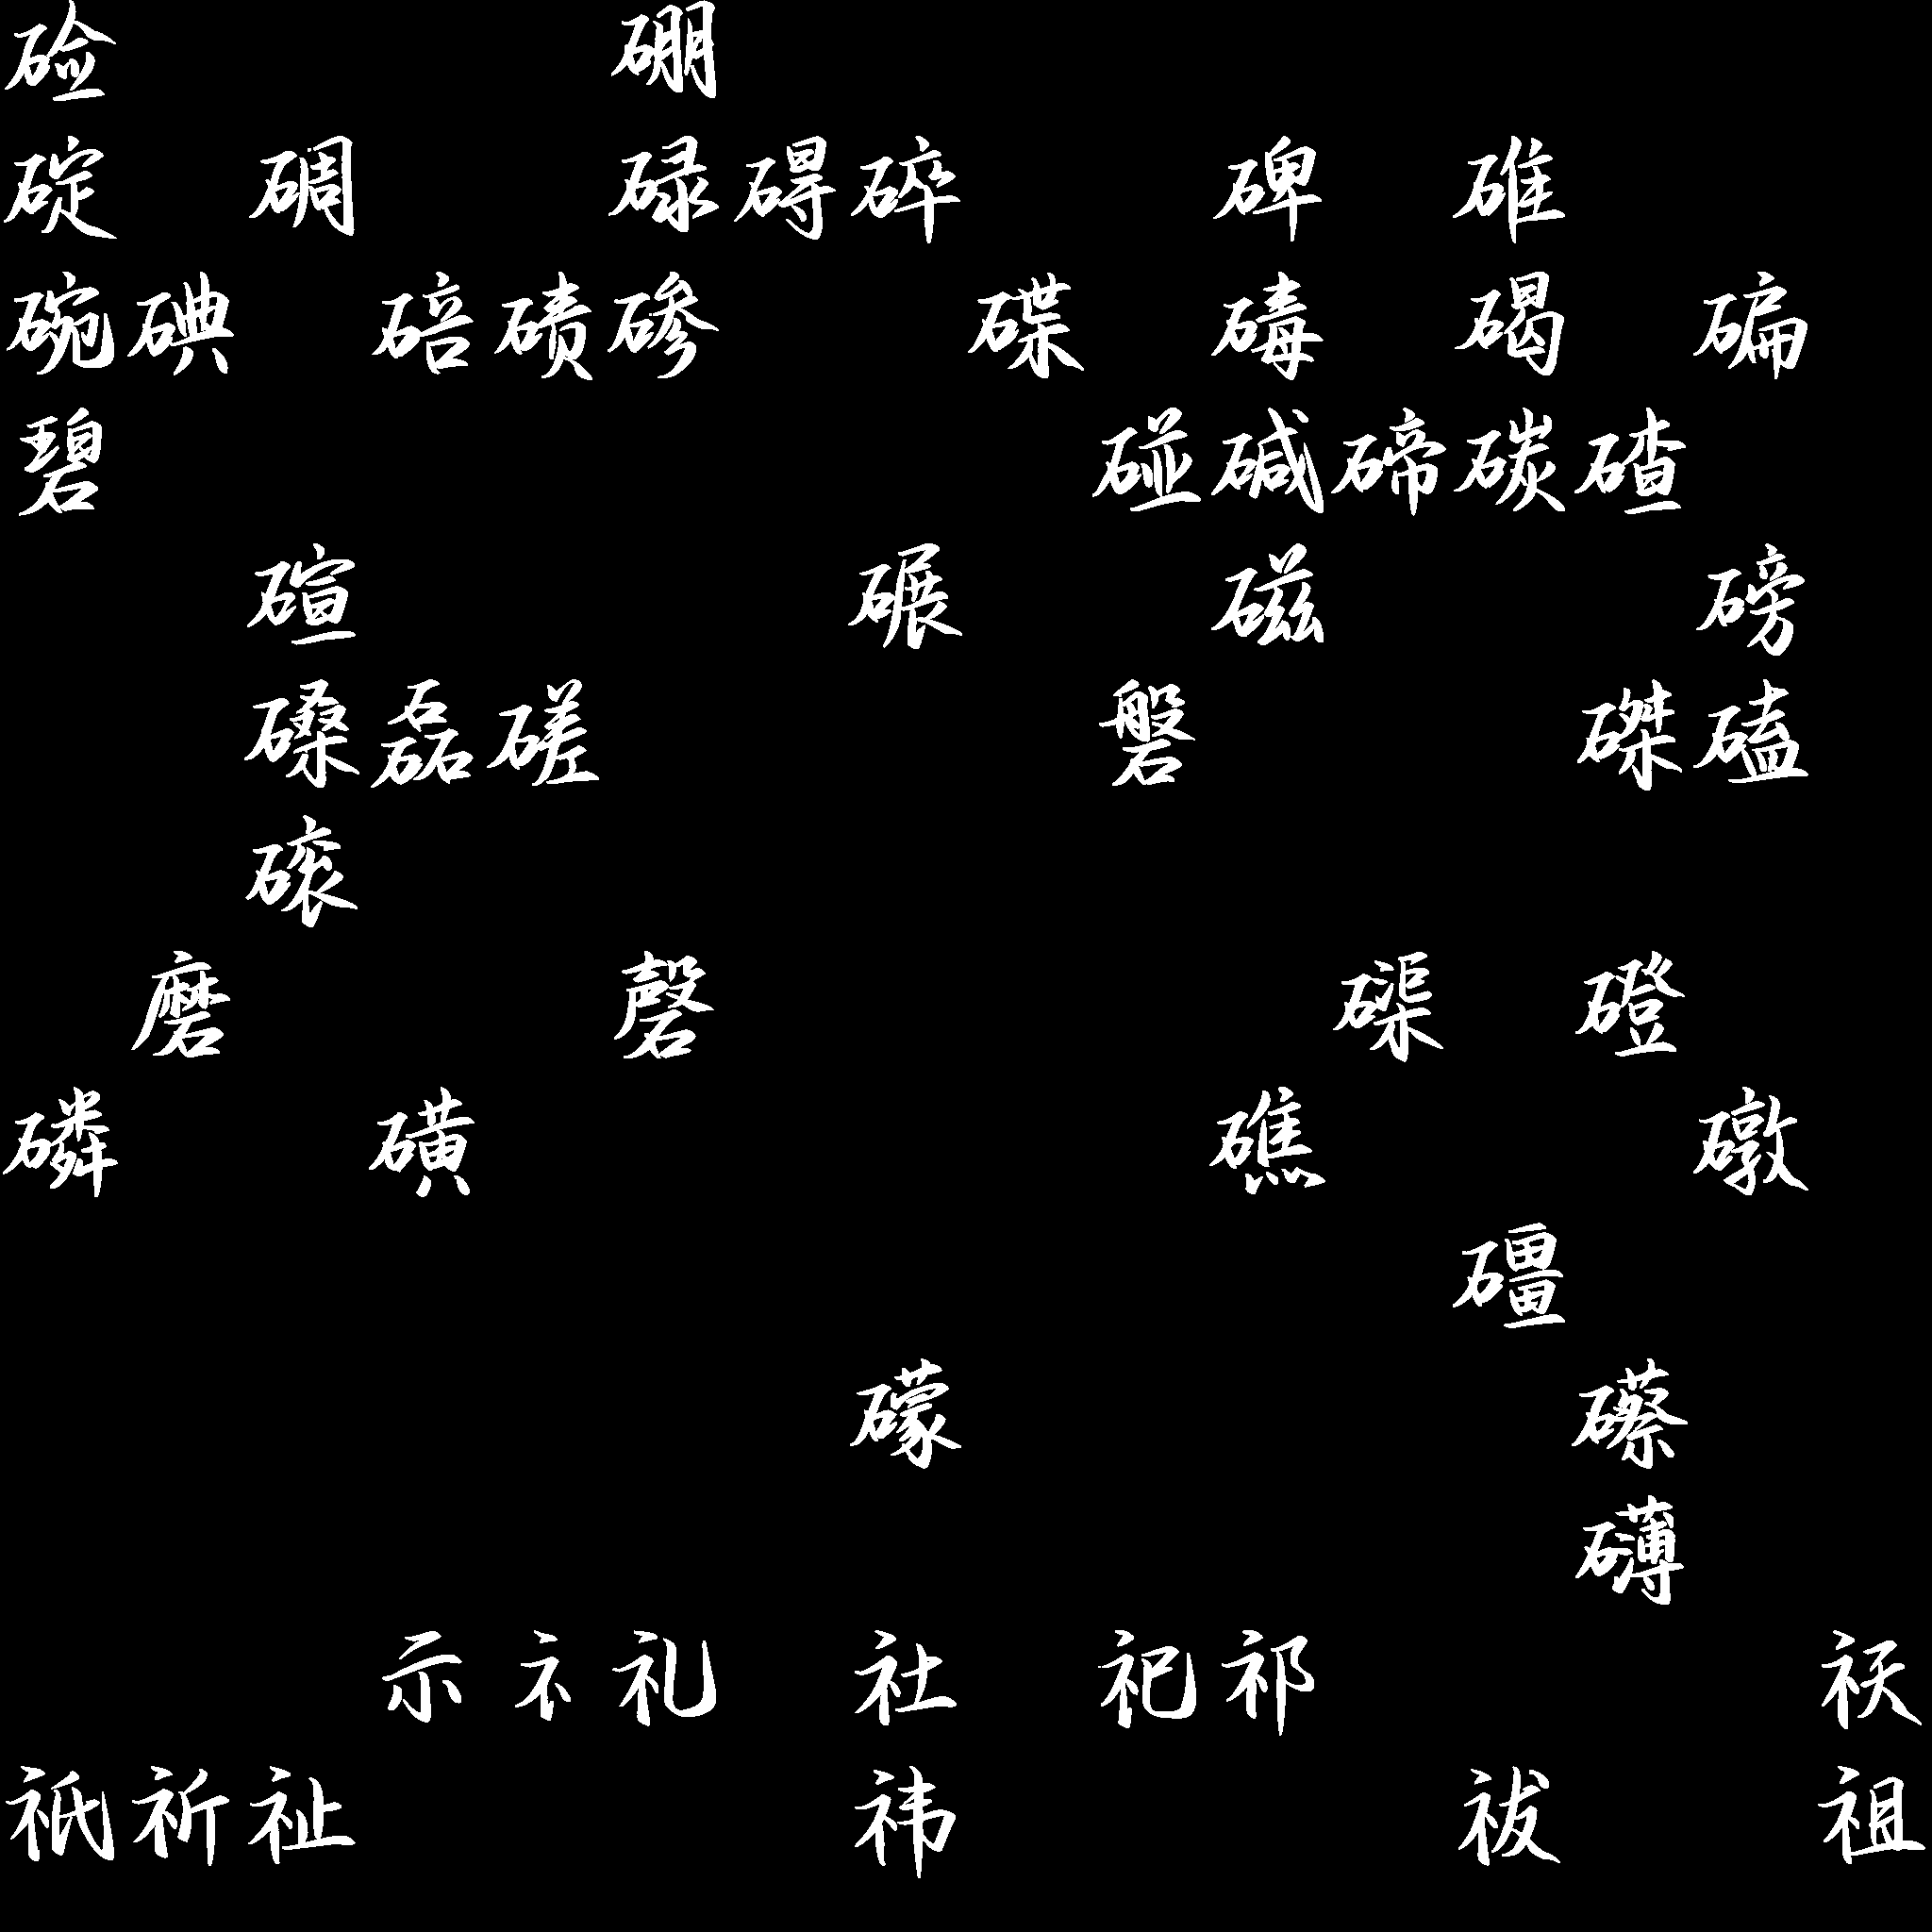 硷 硼
碇 碉 碌 碍 碎 碑 碓
碗 碘 碚 碛 碜 碟 碡 碣 碥
碧 碰 碱 碲 碳 碴
碹 碾 磁 磅
磉 磊 磋 磐 磔 磕
磙
磨 磬 磲 磴
磷 磺 礁 礅
礓
礞 礤
礴
示 礻 礼 社 祀 祁 祆
祇 祈 祉 祎 祓 祖